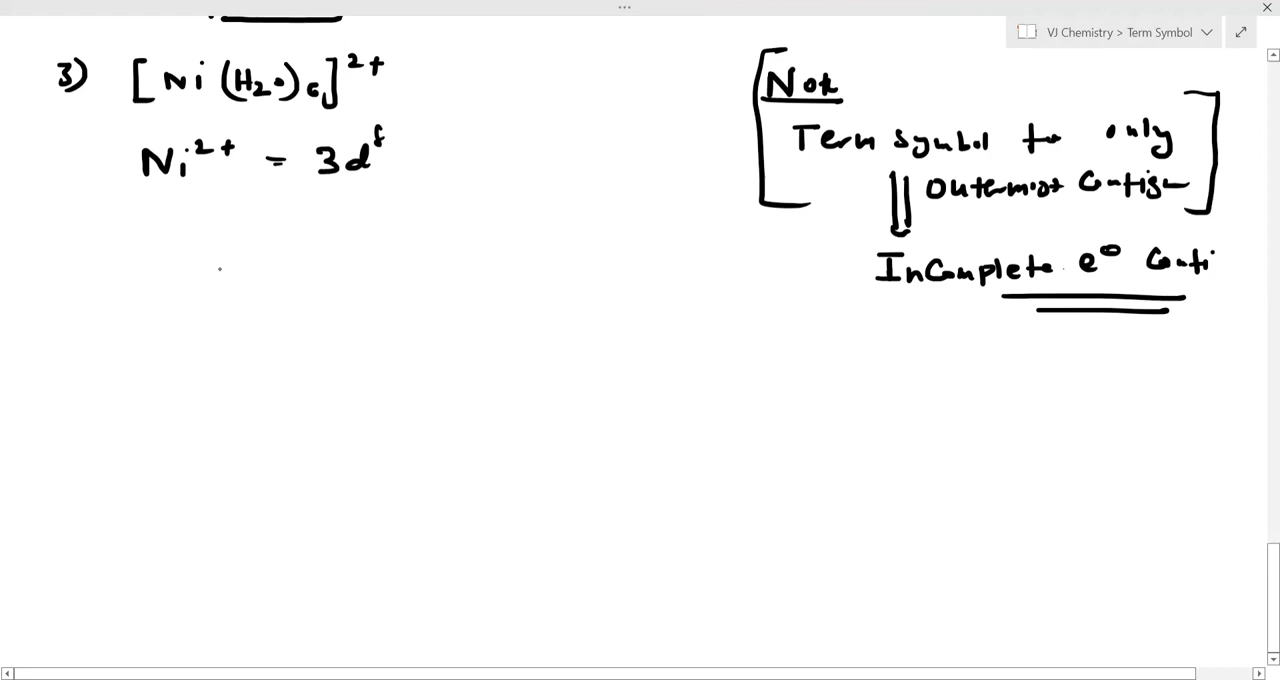 VJ Chemistry > Term Symbol
3) [Ni(H2O)6]2+
Ni2+ = 3d8
Not
Term symbol to only
outermost Config
Incomplete e⊖ Confi